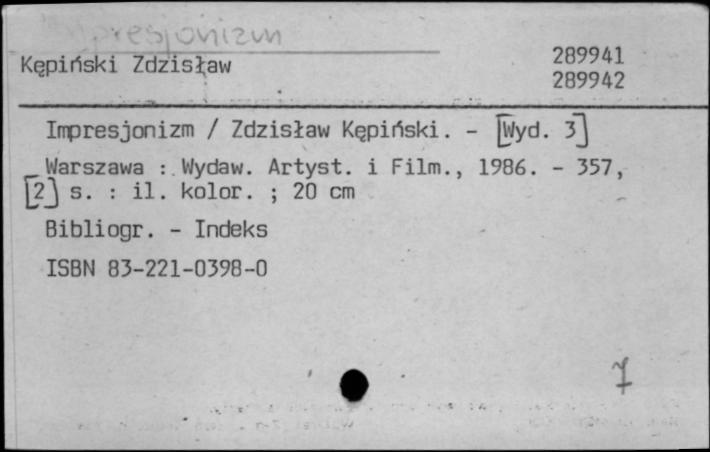 Impresjonizm
Kępiński Zdzisław 289941
289942
Impresjonizm / Zdzisław Kępiński. - [Wyd. 3]
Warszawa : Wydaw. Artyst. i Film., 1986. - 357,
[2] s. : il. kolor. ; 20 cm
Bibliogr. - Indeks
ISBN 83-221-0398-0
7